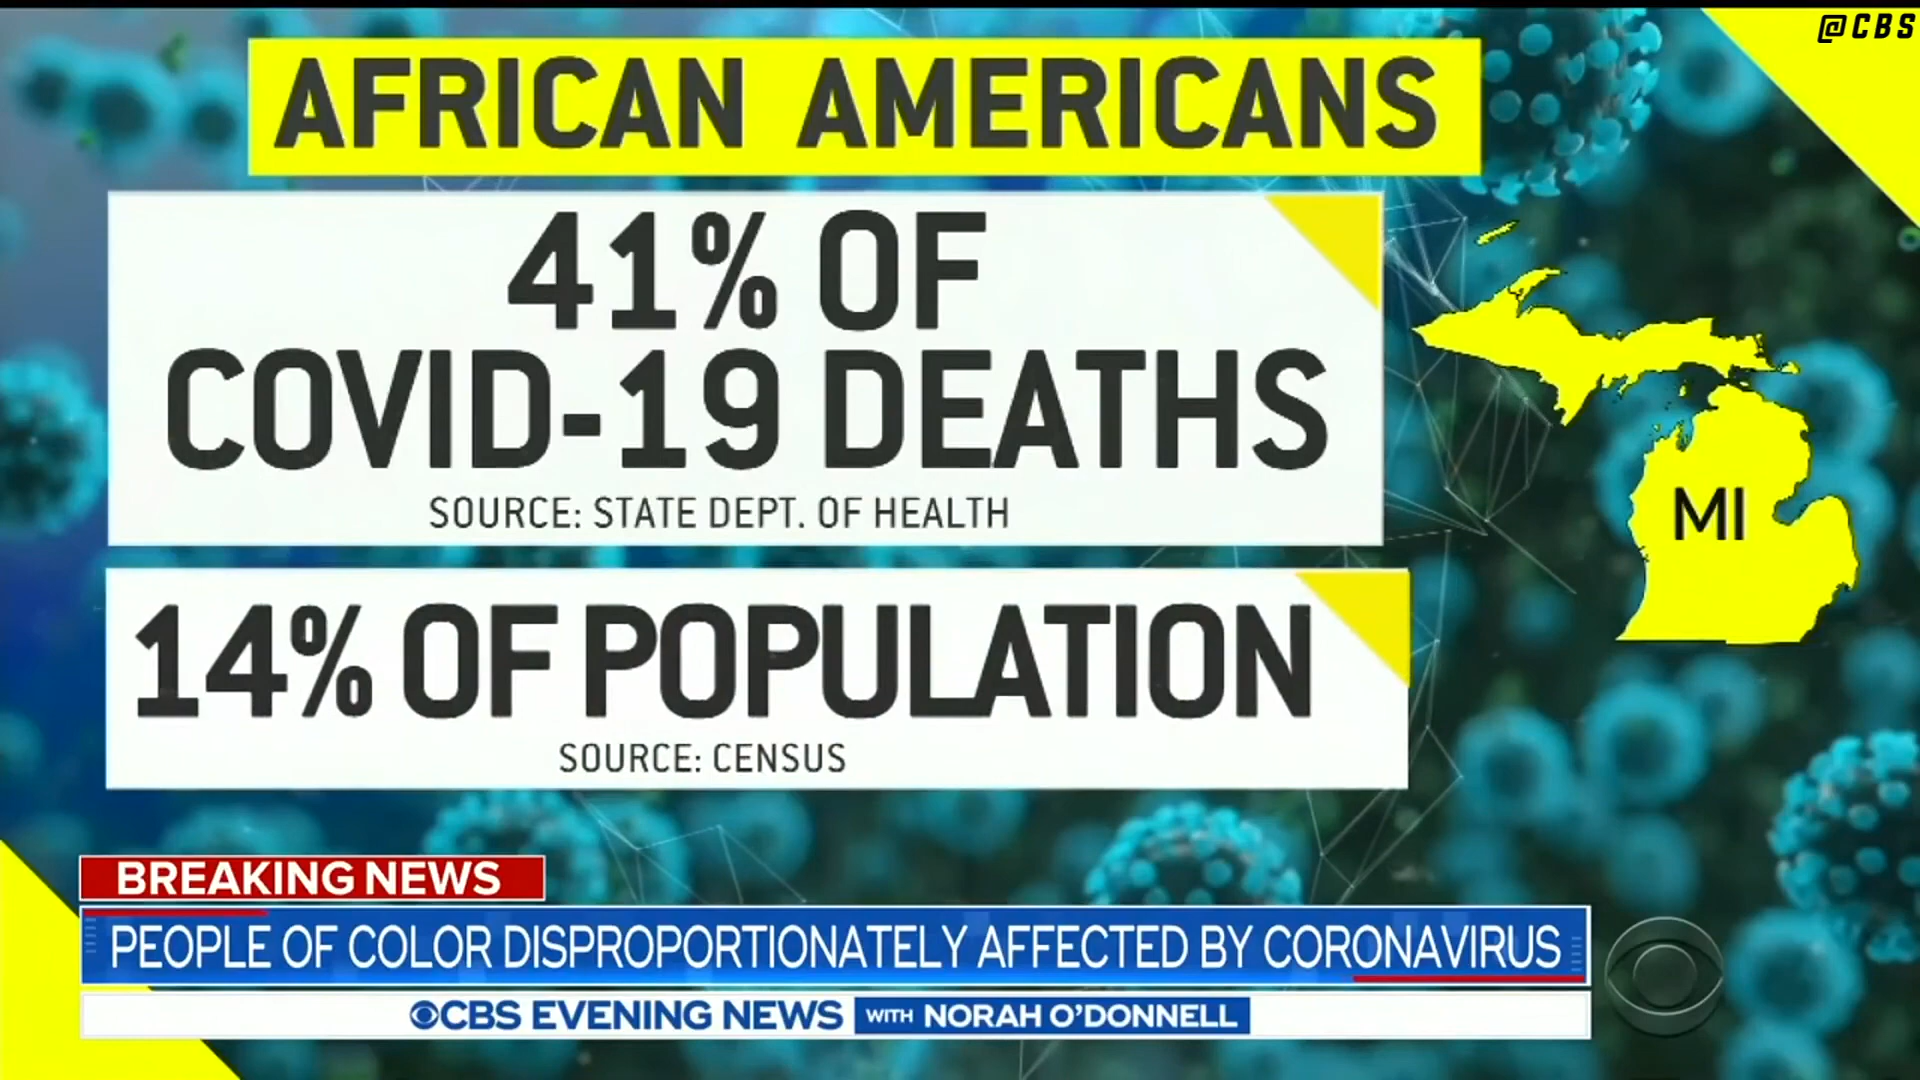 @CBS
AFRICAN AMERICANS
41% OF
COVID-19 DEATHS
SOURCE: STATE DEPT. OF HEALTH
MI
14% OF POPULATION
SOURCE: CENSUS
BREAKING NEWS
PEOPLE OF COLOR DISPROPORTIONATELY AFFECTED BY CORONAVIRUS
CBS EVENING NEWS WITH NORAH O'DONNELL